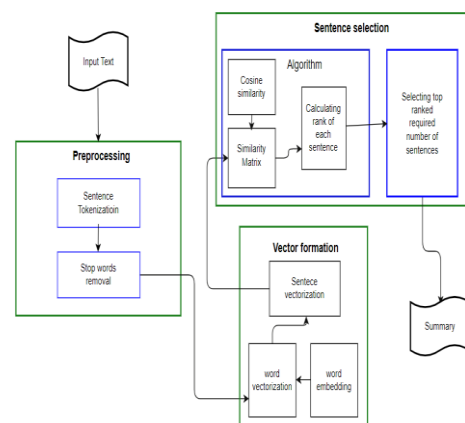 Input Text
Preprocessing
Sentence
Tokenizatioin
Stop words
removal
Sentence selection
Algorithm
Cosine
similarity
Similarity
Matrix
Calculating
rank of
each
sentence
Selecting top
ranked
required
number of
sentences
Vector formation
Sentece
vectorization
word
vectorization
word
embedding
Summary